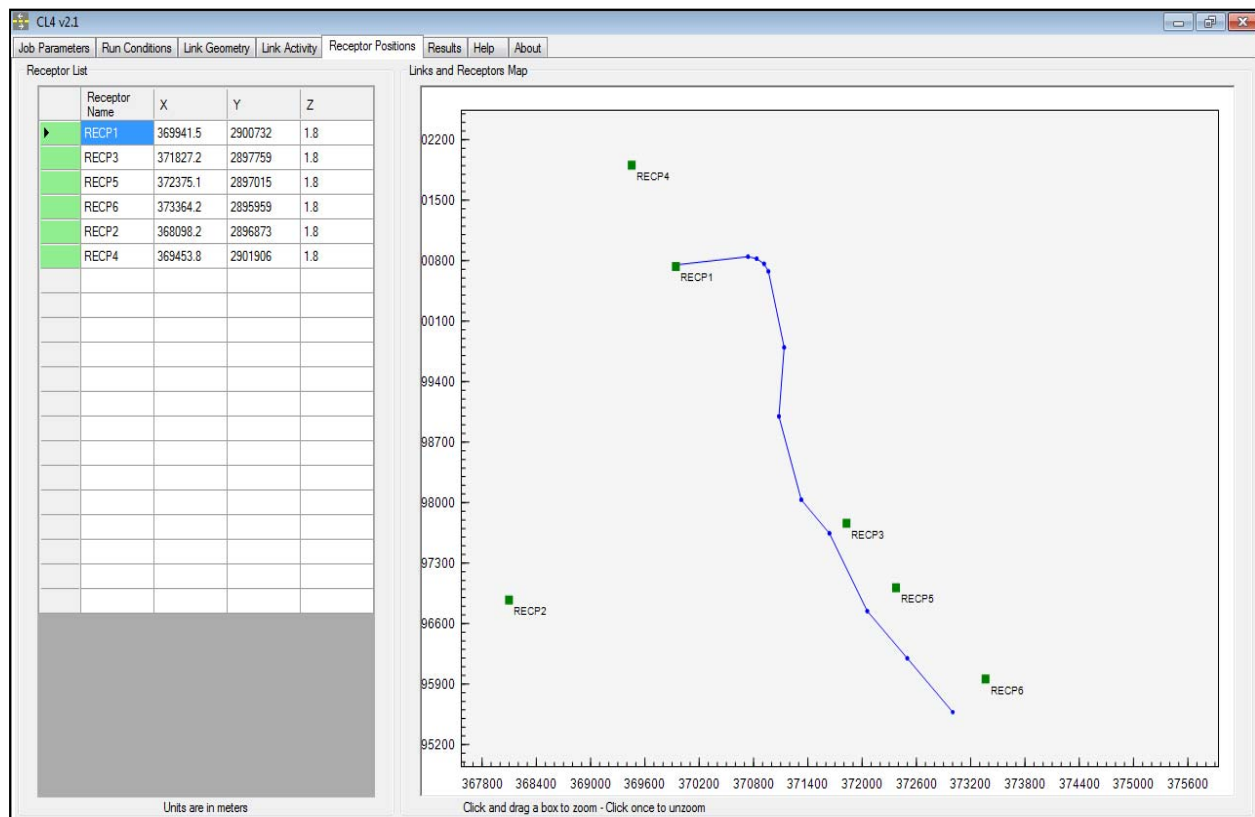 CL4 v2.1
Job Parameters Run Conditions Link Geometry Link Activity Receptor Positions Results Help About
Receptor List
Receptor Name X Y Z
RECP1 369941.5 2900732 1.8
RECP3 371827.2 2897759 1.8
RECP5 372375.1 2897015 1.8
RECP6 373364.2 2895959 1.8
RECP2 368098.2 2896873 1.8
RECP4 369453.8 2901906 1.8
Units are in meters
Links and Receptors Map
02200
01500
00800
00100
99400
98700
98000
97300
96600
95900
95200
RECP4
RECP1
RECP3
RECP5
RECP2
RECP6
367800 368400 369000 369600 370200 370800 371400 372000 372600 373200 373800 374400 375000 375600
Click and drag a box to zoom - Click once to unzoom